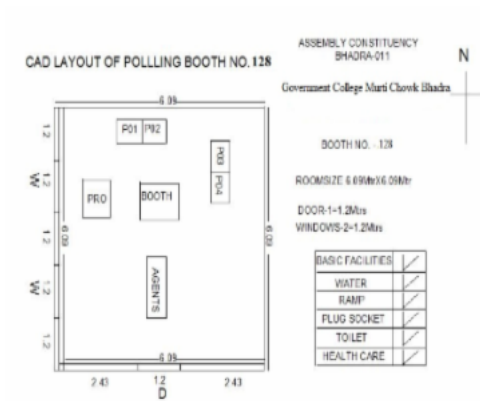 CAD LAYOUT OF POLLLING BOOTH NO. 128
ASSEMBLY CONSTITUENCY
BHADRA-011
N
Government College Murti Chowk Bhadra
BOOTH NO. - 128
ROOMSIZE 6.09MtrX6.09Mtr
DOOR-1=1.2Mtrs
WINDOWS-2=1.2Mtrs
BASIC FACILITIES
WATER
RAMP
PLUG SOCKET
TOILET
HEALTH CARE
6.09
1.2
P01 P02
P03
P04
W
1.2
PRO
BOOTH
6.09
6.09
1.2
W
AGENTS
1.2
6.09
2.43
1.2
2.43
D